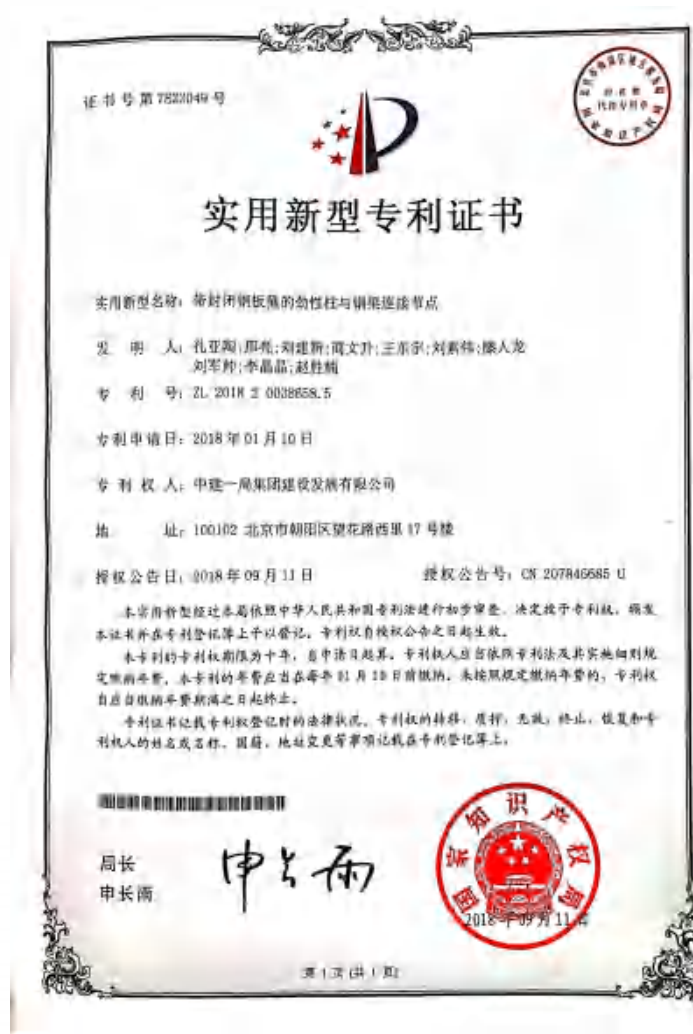 证书号第7822049号
实用新型专利证书
实用新型名称：带封闭钢板箍的劲性柱与钢梁连接节点
发 明 人：孔亚陶;邢亮;刘建新;商文升;王东宇;刘素伟;滕人龙
刘军帅;李晶晶;赵胜楠
专 利 号：ZL 2018 2 0038658.5
专利申请日：2018年01月10日
专 利 权 人：中建一局集团建设发展有限公司
地 址：100102 北京市朝阳区望花路西里17号楼
授权公告日：2018年09月11日 授权公告号：CN 207846685 U
本实用新型经过本局依照中华人民共和国专利法进行初步审查，决定授予专利权，颁发
本证书并在专利登记簿上予以登记。专利权自授权公告之日起生效。
本专利的专利权期限为十年，自申请日起算。专利权人应当依照专利法及其实施细则规
定缴纳年费。本专利的年费应当在每年01月10日前缴纳。未按照规定缴纳年费的，专利权
自应当缴纳年费期满之日起终止。
专利证书记载专利权登记时的法律状况。专利权的转移、质押、无效、终止、恢复和专
利权人的姓名或名称、国籍、地址变更等事项记载在专利登记簿上。
局长
申长雨
申长雨
国家知识产权局
2018年09月11日
第 1 页 (共 1 页)